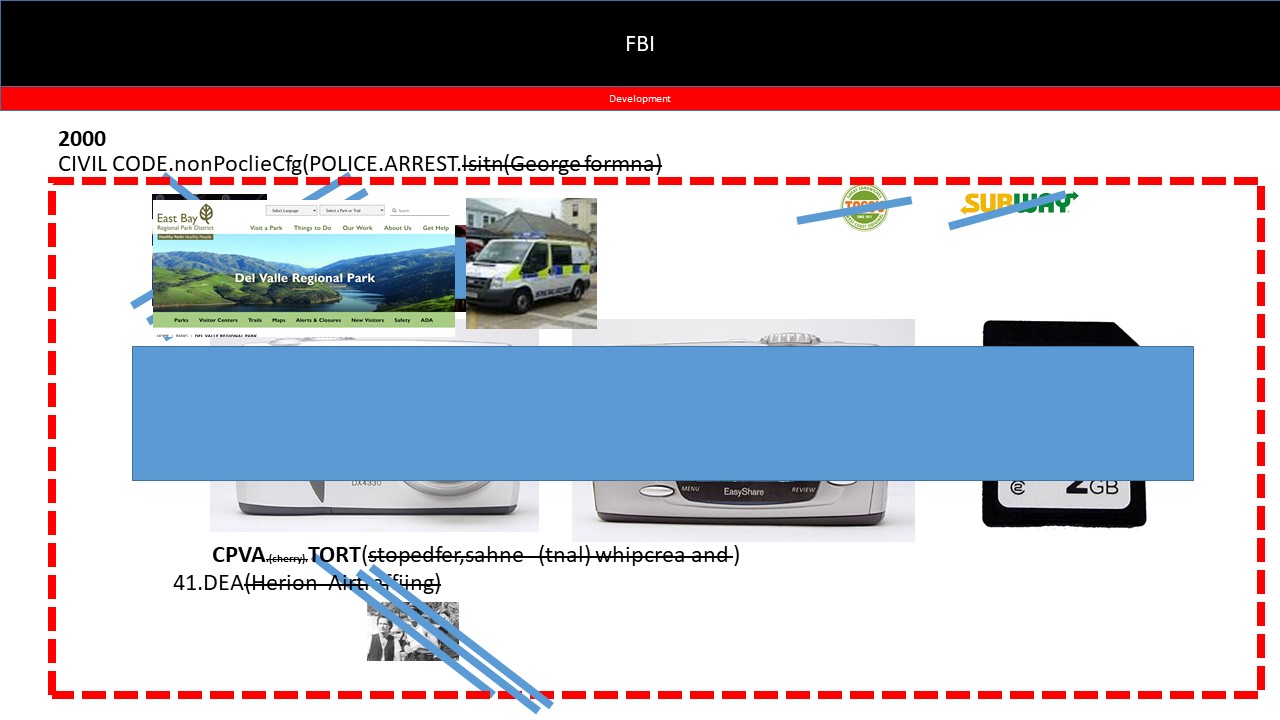 FBI
Development
2000
CIVIL CODE.nonPoclieCfg(POLICE.ARREST.lsitn(George formna)
East Bay
Regional Park District
Healthy Parks Healthy People
Select Language
Select a Park or Trail
Search
Visit a Park Things to Do Our Work About Us Get Help
Del Valle Regional Park
Parks Visitor Centers Trails Maps Alerts & Closures New Visitors Safety ADA
HOME PARKS DEL VALLE REGIONAL PARK
TOGO'S
SUBWAY
DX4330
MENU EasyShare REVIEW
2GB
CPVA.(cherry).TORT(stopedfer,sahne (tnal) whipcrea and )
41.DEA(Herion Airtraffiing)